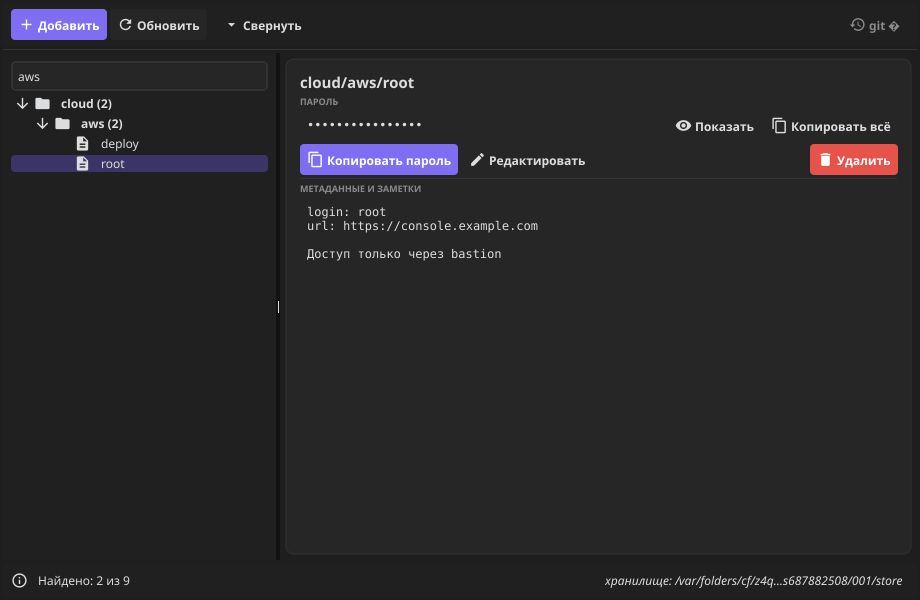 Добавить Обновить Свернуть git �
aws
cloud (2)
aws (2)
deploy
root
cloud/aws/root
ПАРОЛЬ
•••••••••••••••• Показать Копировать всё
Копировать пароль Редактировать Удалить
МЕТАДАННЫЕ И ЗАМЕТКИ
login: root
url: https://console.example.com
Доступ только через bastion
Найдено: 2 из 9 хранилище: /var/folders/cf/z4q...s687882508/001/store